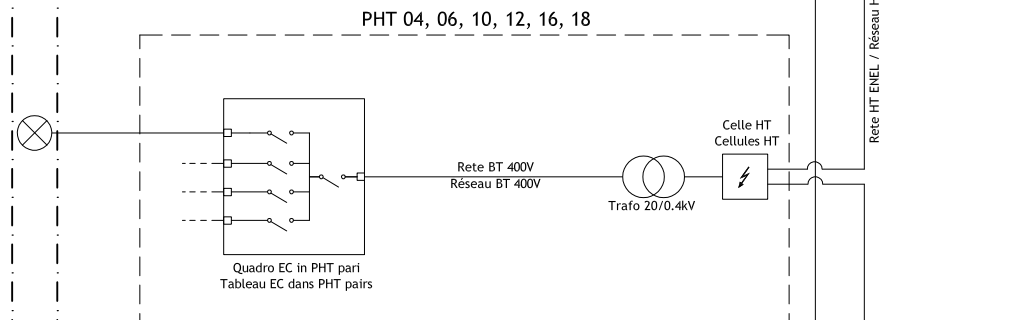 PHT 04, 06, 10, 12, 16, 18
Rete HT ENEL / Réseau
Celle HT
Cellules HT
Rete BT 400V
Réseau BT 400V
Trafo 20/0.4kV
Quadro EC in PHT pari
Tableau EC dans PHT pairs